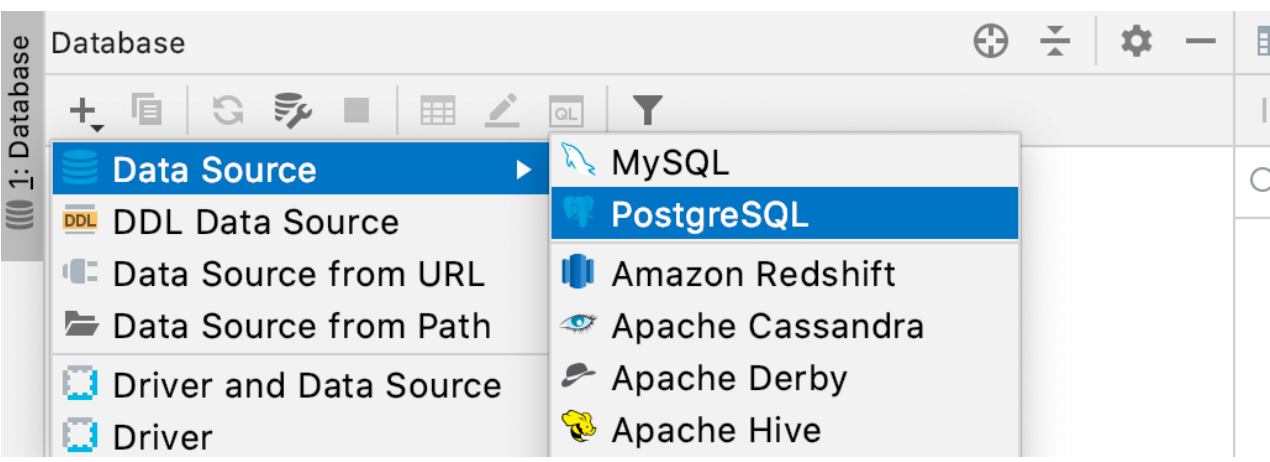 1: Database
Database
QL
Data Source
DDL DDL Data Source
Data Source from URL
Data Source from Path
Driver and Data Source
Driver
MySQL
PostgreSQL
Amazon Redshift
Apache Cassandra
Apache Derby
Apache Hive